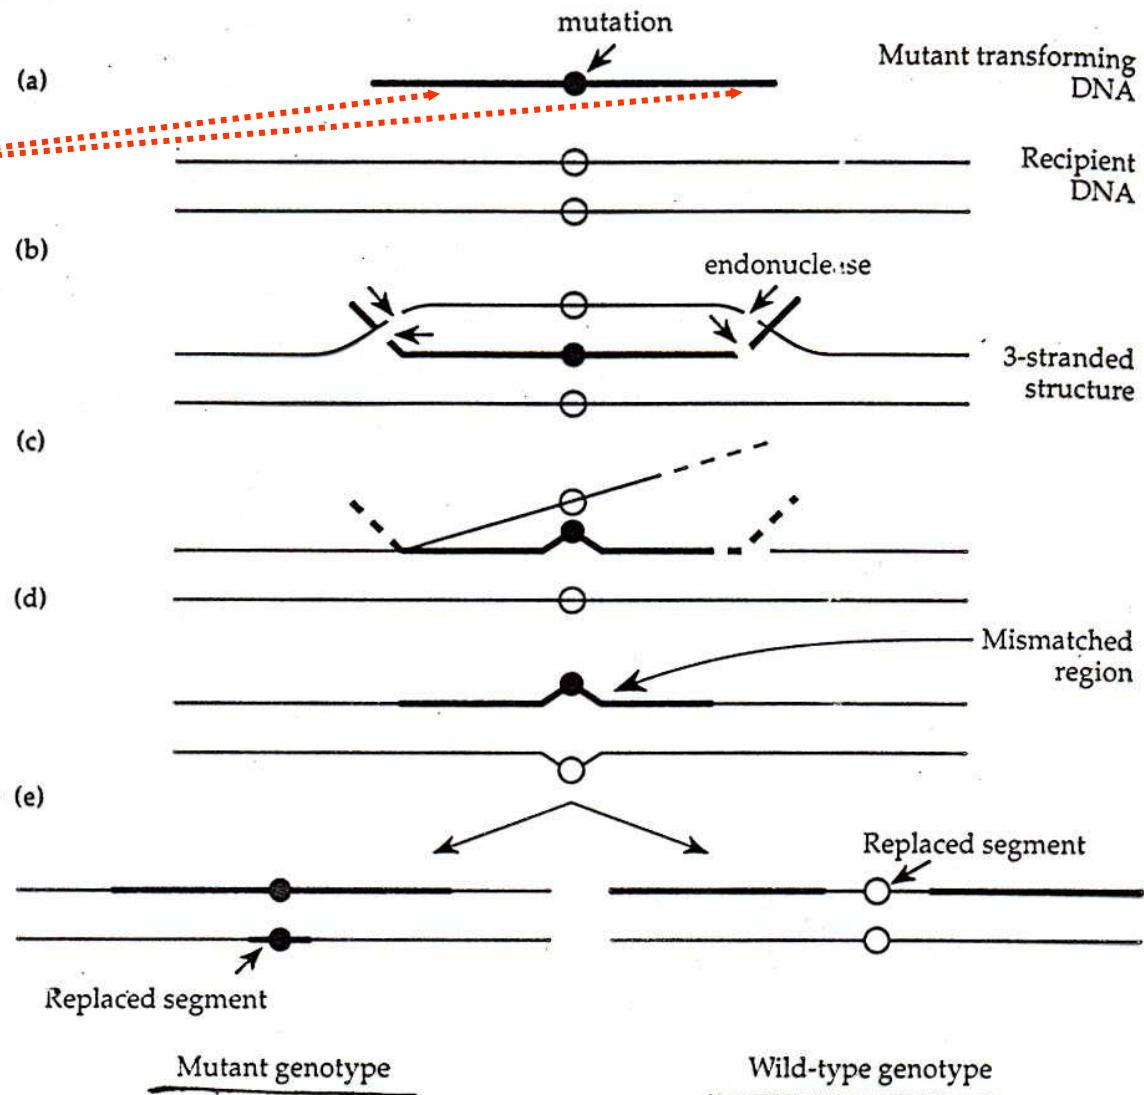 mutation
(a)
Mutant transforming
DNA
Recipient
DNA
(b)
endonuclease
3-stranded
structure
(c)
(d)
Mismatched
region
(e)
Replaced segment
Replaced segment
Mutant genotype
Wild-type genotype